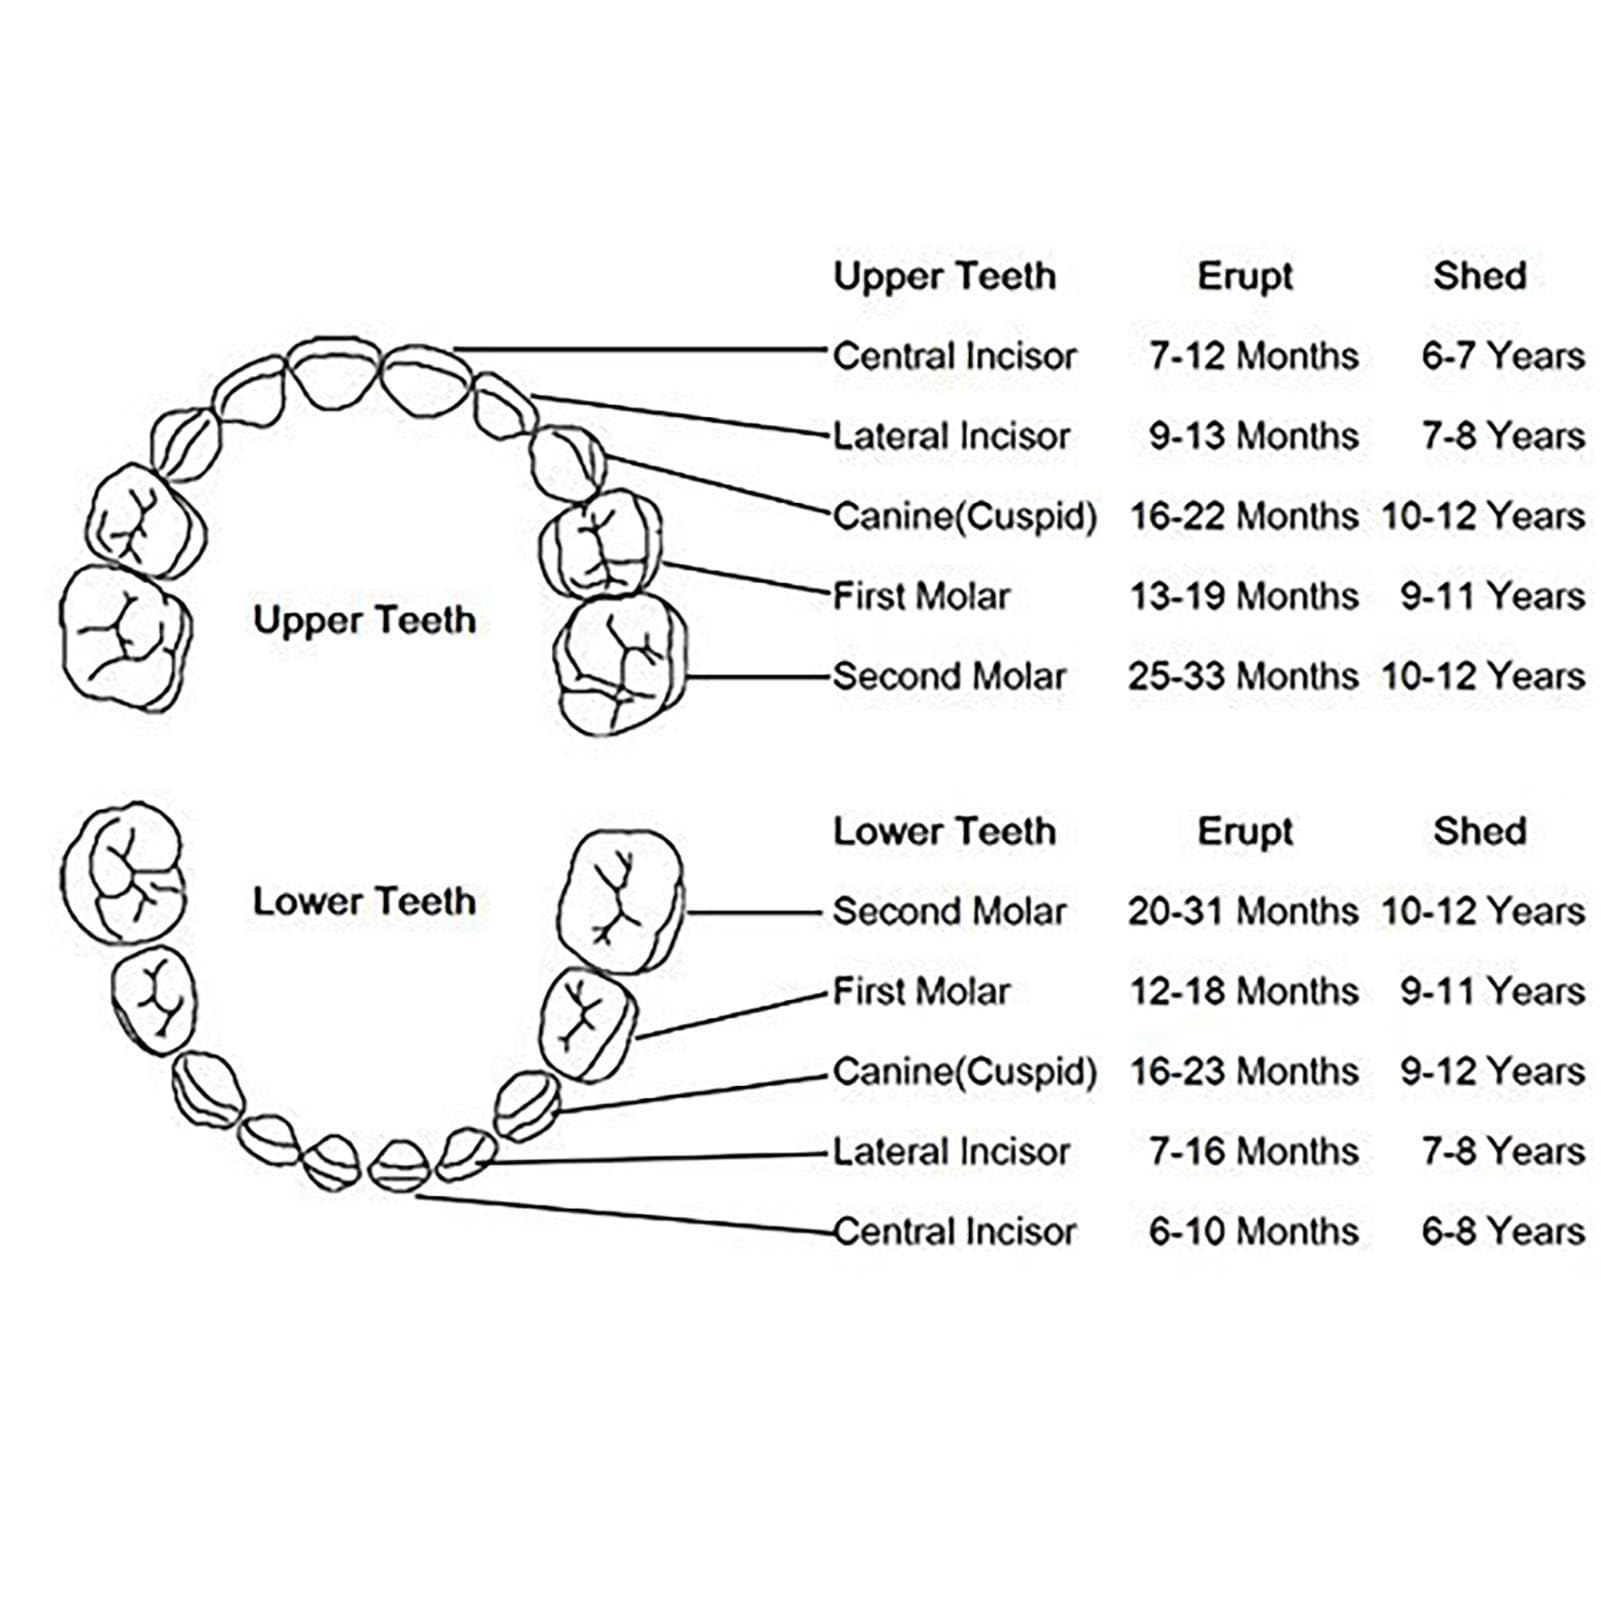 Upper Teeth Erupt Shed
Central Incisor 7-12 Months 6-7 Years
Lateral Incisor 9-13 Months 7-8 Years
Canine(Cuspid) 16-22 Months 10-12 Years
First Molar 13-19 Months 9-11 Years
Upper Teeth
Second Molar 25-33 Months 10-12 Years
Lower Teeth Erupt Shed
Lower Teeth
Second Molar 20-31 Months 10-12 Years
First Molar 12-18 Months 9-11 Years
Canine(Cuspid) 16-23 Months 9-12 Years
Lateral Incisor 7-16 Months 7-8 Years
Central Incisor 6-10 Months 6-8 Years